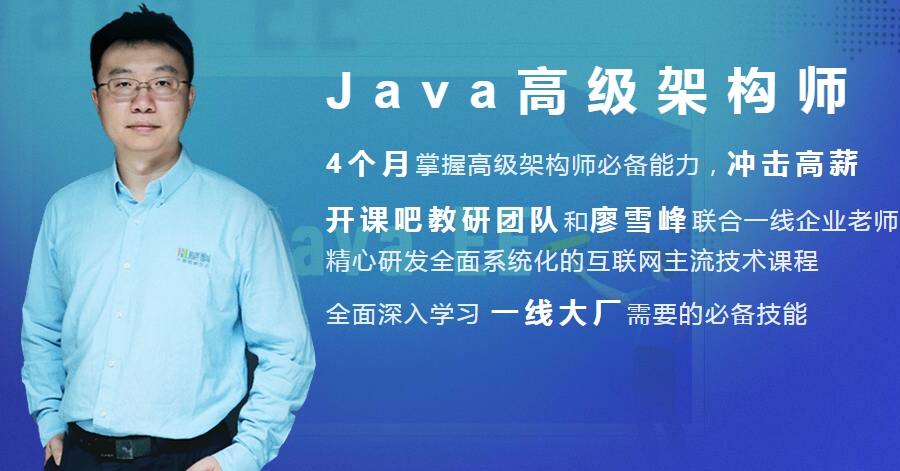 Java EE
Java高级架构师
4个月掌握高级架构师必备能力，冲击高薪
开课吧教研团队和廖雪峰联合一线企业老师
精心研发全面系统化的互联网主流技术课程
全面深入学习 一线大厂需要的必备技能
Java EE